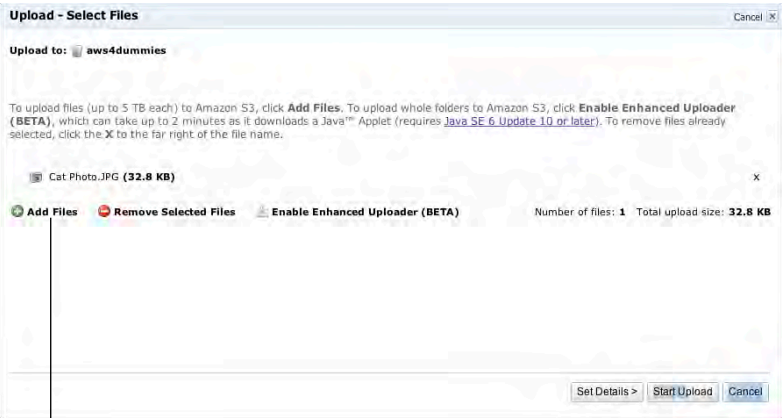 Upload - Select Files
Cancel X
Upload to: aws4dummies
To upload files (up to 5 TB each) to Amazon S3, click Add Files. To upload whole folders to Amazon S3, click Enable Enhanced Uploader
(BETA), which can take up to 2 minutes as it downloads a Java™ Applet (requires Java SE 6 Update 10 or later). To remove files already
selected, click the X to the far right of the file name.
Cat Photo.JPG (32.8 KB) x
Add Files Remove Selected Files Enable Enhanced Uploader (BETA) Number of files: 1 Total upload size: 32.8 KB
Set Details > Start Upload Cancel